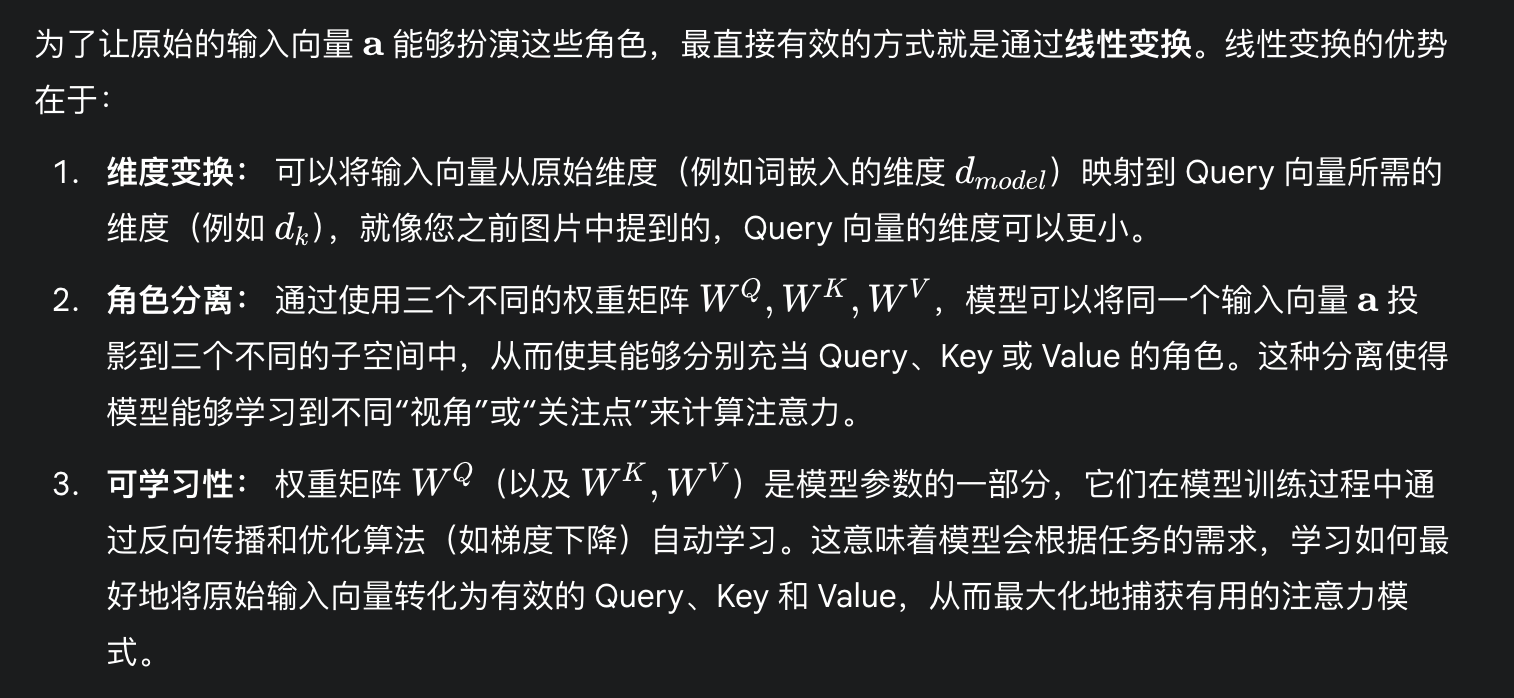 为了让原始的输入向量 a 能够扮演这些角色，最直接有效的方式就是通过线性变换。线性变换的优势
在于：
1. 维度变换： 可以将输入向量从原始维度（例如词嵌入的维度 d_model）映射到 Query 向量所需的
维度（例如 d_k），就像您之前图片中提到的，Query 向量的维度可以更小。
2. 角色分离： 通过使用三个不同的权重矩阵 W^Q, W^K, W^V，模型可以将同一个输入向量 a 投
影到三个不同的子空间中，从而使其能够分别充当 Query、Key 或 Value 的角色。这种分离使得
模型能够学习到不同“视角”或“关注点”来计算注意力。
3. 可学习性： 权重矩阵 W^Q（以及 W^K, W^V）是模型参数的一部分，它们在模型训练过程中通
过反向传播和优化算法（如梯度下降）自动学习。这意味着模型会根据任务的需求，学习如何最
好地将原始输入向量转化为有效的 Query、Key 和 Value，从而最大化地捕获有用的注意力模
式。